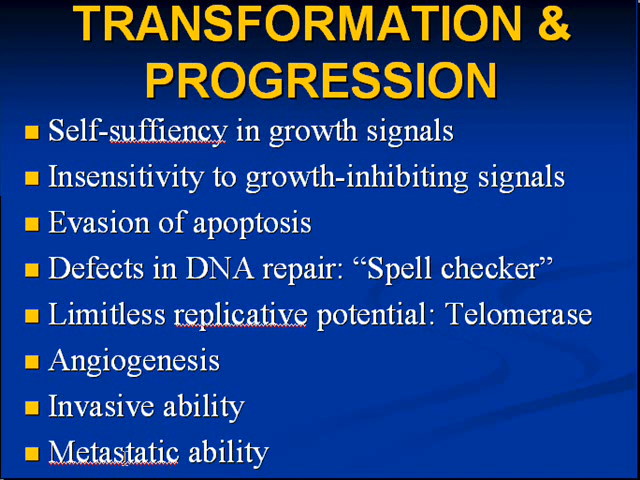 TRANSFORMATION &
PROGRESSION
Self-suffiency in growth signals
Insensitivity to growth-inhibiting signals
Evasion of apoptosis
Defects in DNA repair: “Spell checker”
Limitless replicative potential: Telomerase
Angiogenesis
Invasive ability
Metastatic ability